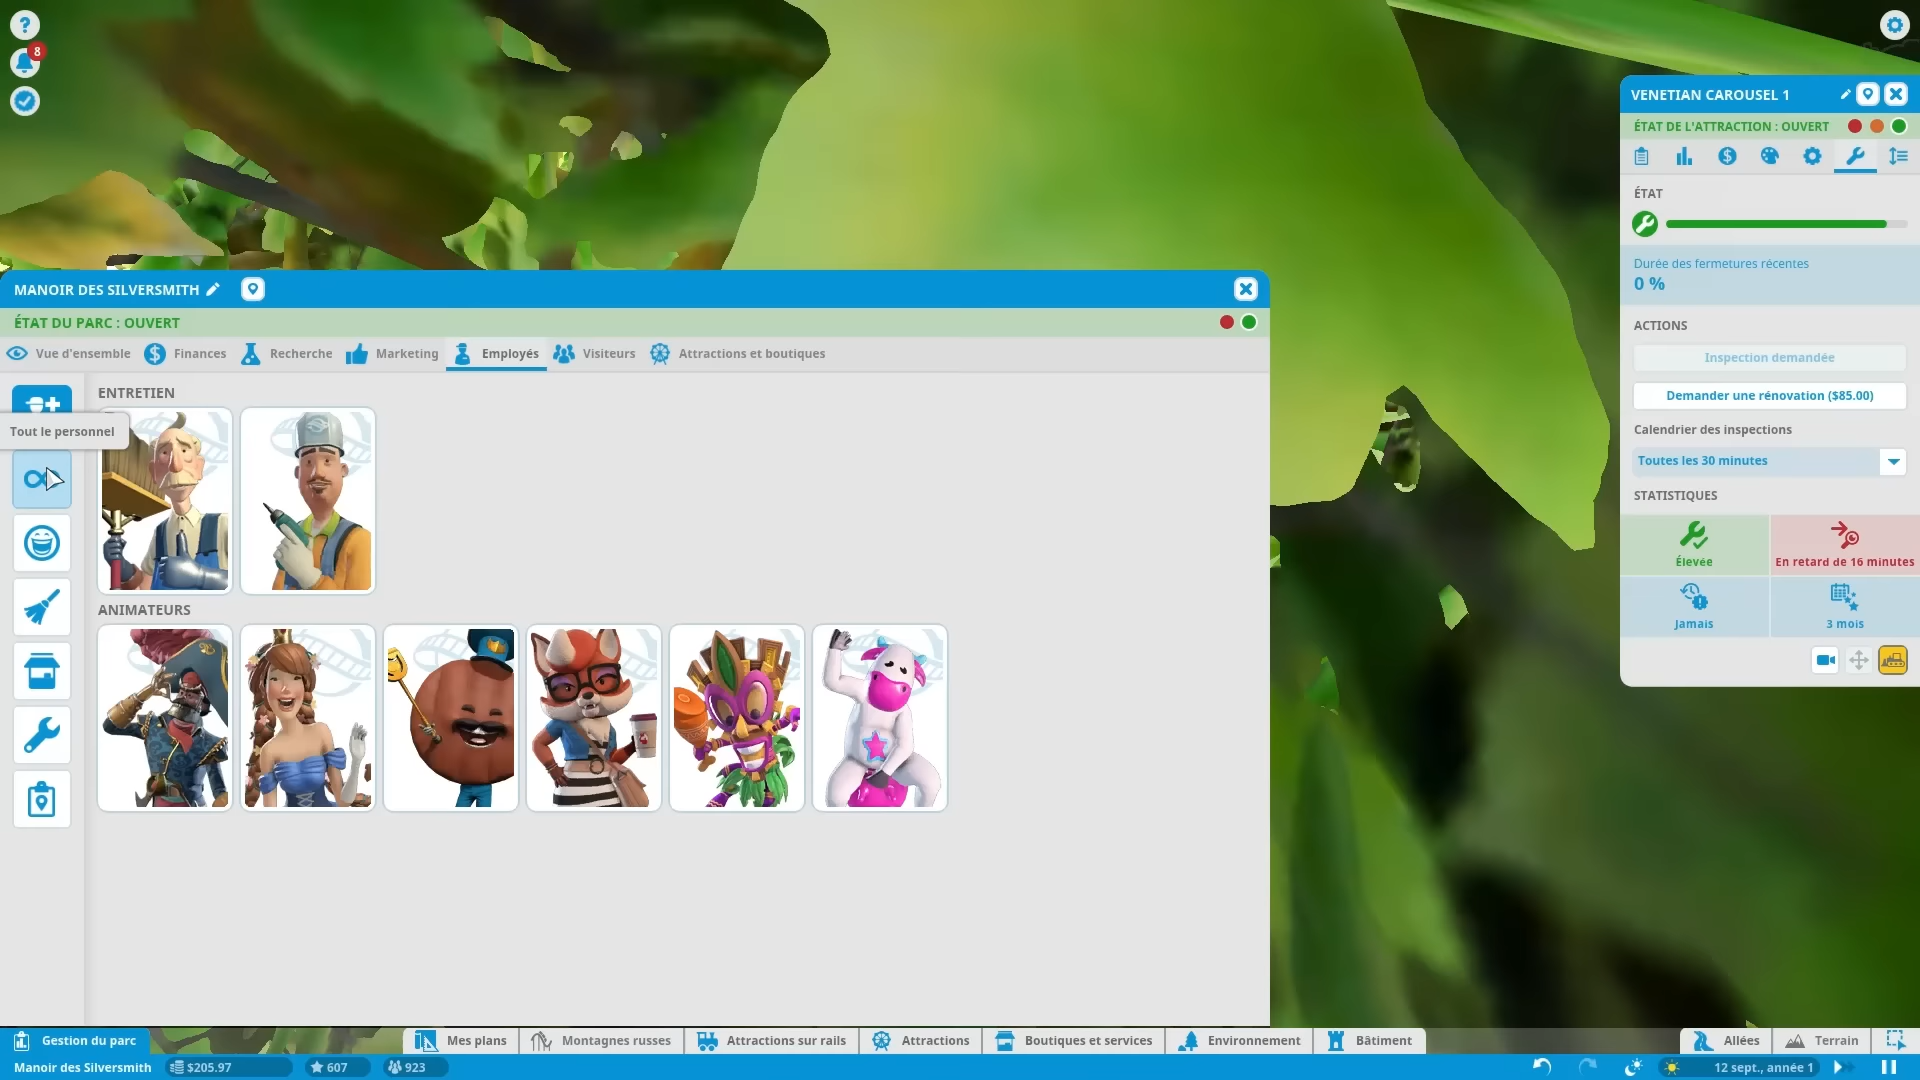 ?
8
VENETIAN CAROUSEL 1
ÉTAT DE L'ATTRACTION : OUVERT
ÉTAT
Durée des fermetures récentes
0 %
ACTIONS
Inspection demandée
Demander une rénovation ($85.00)
Calendrier des inspections
Toutes les 30 minutes
STATISTIQUES
Élevée
En retard de 16 minutes
Jamais
3 mois
MANOIR DES SILVERSMITH
ÉTAT DU PARC : OUVERT
Vue d'ensemble
Finances
Recherche
Marketing
Employés
Visiteurs
Attractions et boutiques
ENTRETIEN
Tout le personnel
ANIMATEURS
Gestion du parc
Mes plans
Montagnes russes
Attractions sur rails
Attractions
Boutiques et services
Environnement
Bâtiment
Allées
Terrain
Manoir des Silversmith
$205.97
607
923
12 sept., année 1